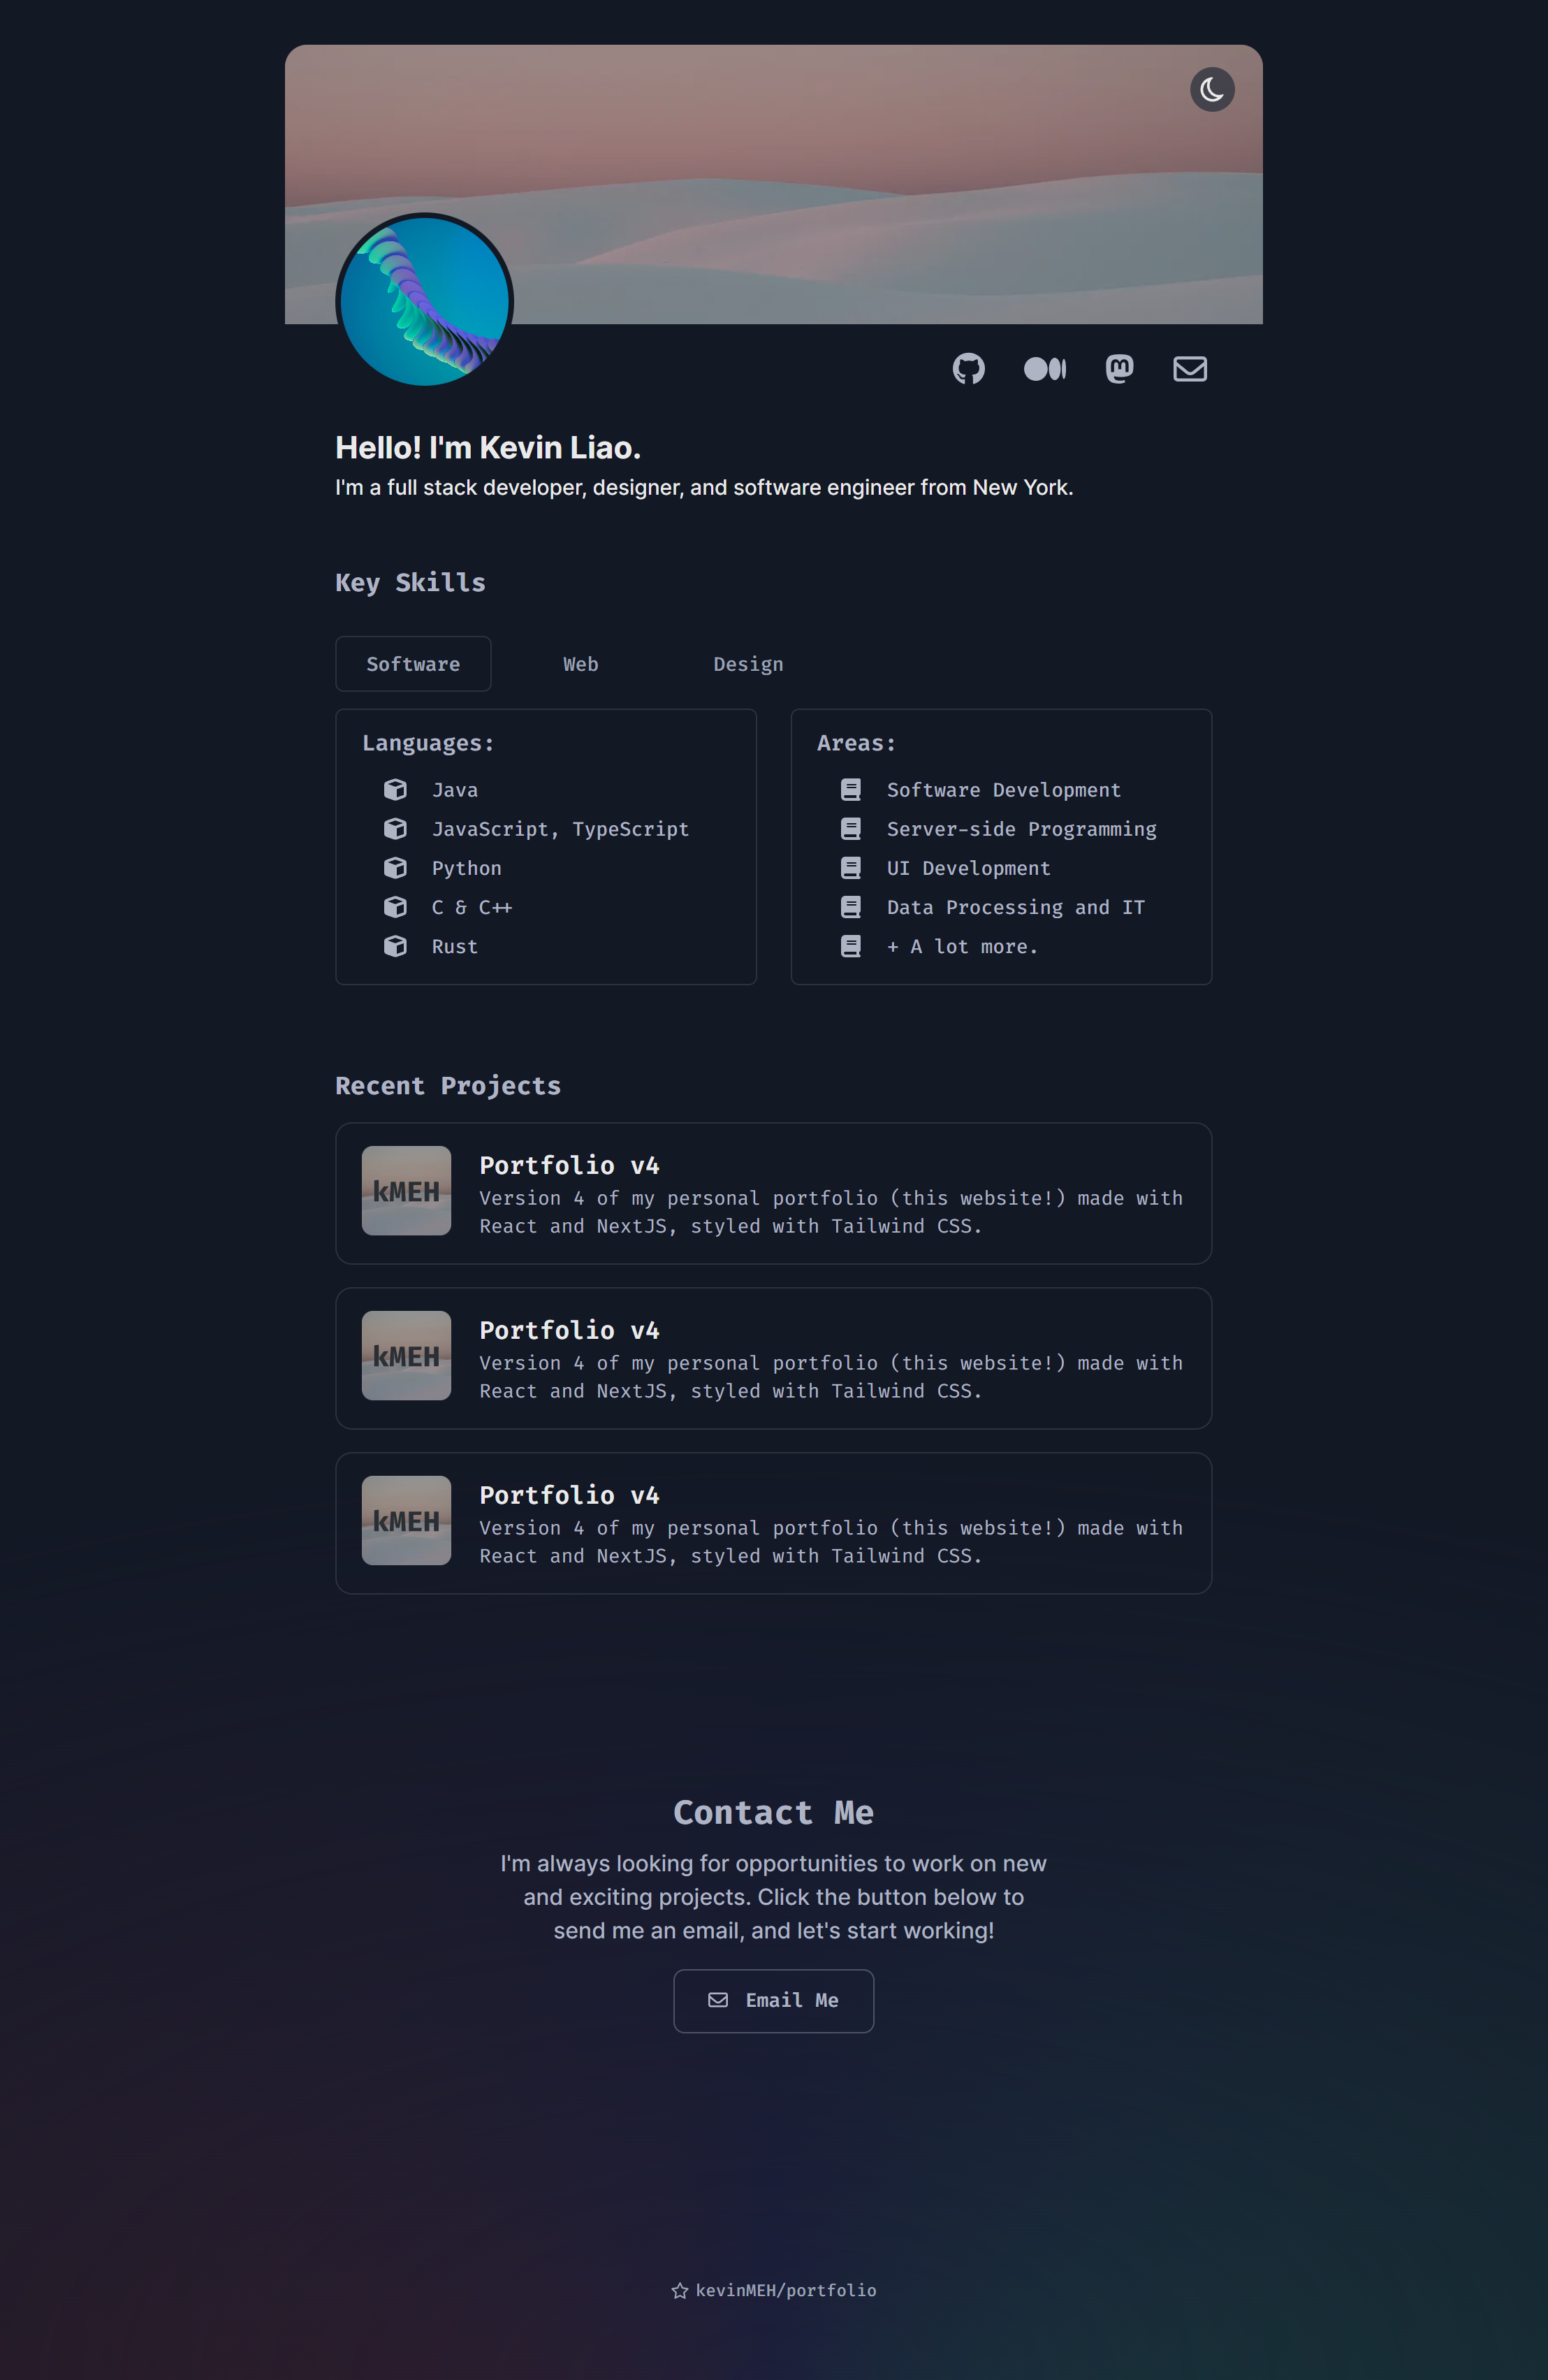 Hello! I'm Kevin Liao.
I'm a full stack developer, designer, and software engineer from New York.
Key Skills
Software Web Design
Languages:
Java
JavaScript, TypeScript
Python
C & C++
Rust
Areas:
Software Development
Server-side Programming
UI Development
Data Processing and IT
+ A lot more.
Recent Projects
kMEH
Portfolio v4
Version 4 of my personal portfolio (this website!) made with
React and NextJS, styled with Tailwind CSS.
kMEH
Portfolio v4
Version 4 of my personal portfolio (this website!) made with
React and NextJS, styled with Tailwind CSS.
kMEH
Portfolio v4
Version 4 of my personal portfolio (this website!) made with
React and NextJS, styled with Tailwind CSS.
Contact Me
I'm always looking for opportunities to work on new
and exciting projects. Click the button below to
send me an email, and let's start working!
Email Me
kevinMEH/portfolio